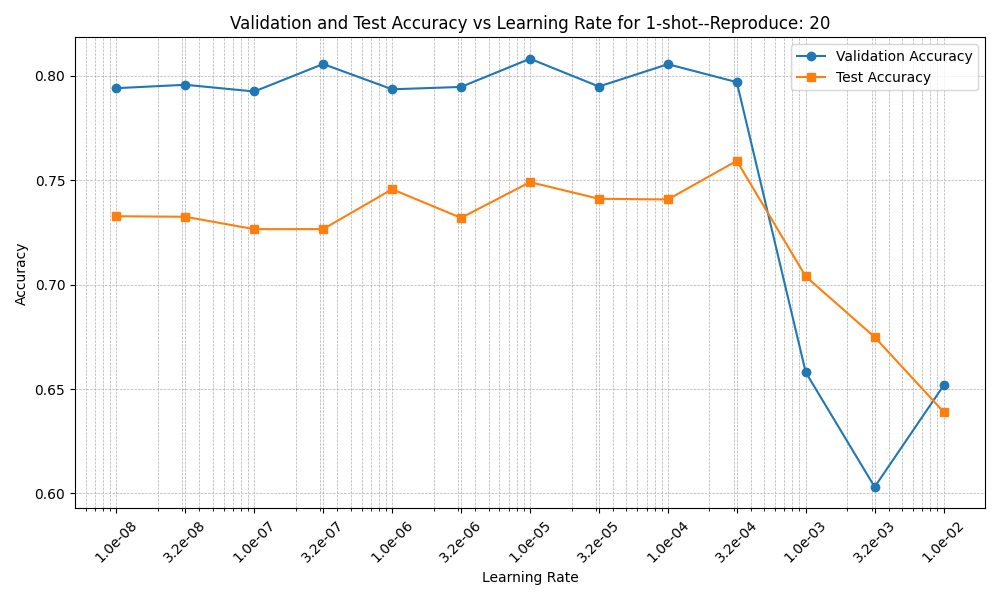 Validation and Test Accuracy vs Learning Rate for 1-shot--Reproduce: 20
Validation Accuracy
Test Accuracy
Accuracy
0.80
0.75
0.70
0.65
0.60
1.0e-08
3.2e-08
1.0e-07
3.2e-07
1.0e-06
3.2e-06
1.0e-05
3.2e-05
1.0e-04
3.2e-04
1.0e-03
3.2e-03
1.0e-02
Learning Rate